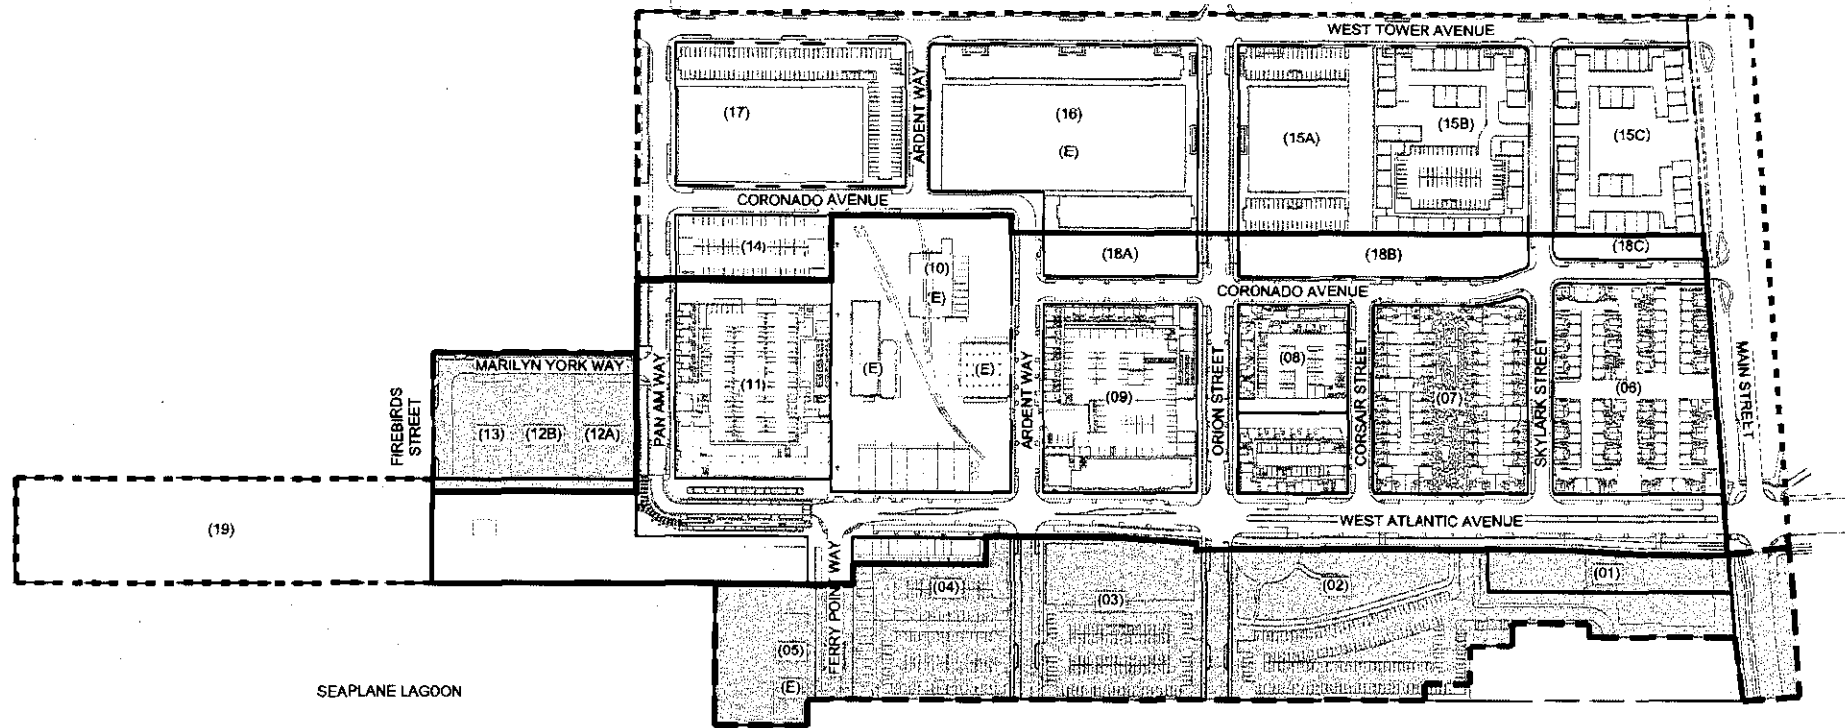 WEST TOWER AVENUE
(17)
ARDENT WAY
(16)
(E)
(15A)
(15B)
(15C)
CORONADO AVENUE
(14)
(10)
(E)
(18A)
(18B)
(18C)
CORONADO AVENUE
MARILYN YORK WAY
FIREBIRDS
STREET
(13)
(12B)
(12A)
PAN AM WAY
(11)
(E)
(E)
ARDENT WAY
(09)
ORION STREET
(08)
CORSAIR STREET
(07)
SKYLARK STREET
(06)
MAIN STREET
(19)
WEST ATLANTIC AVENUE
FERRY POINT WAY
(04)
(03)
(02)
(01)
(05)
(E)
SEAPLANE LAGOON